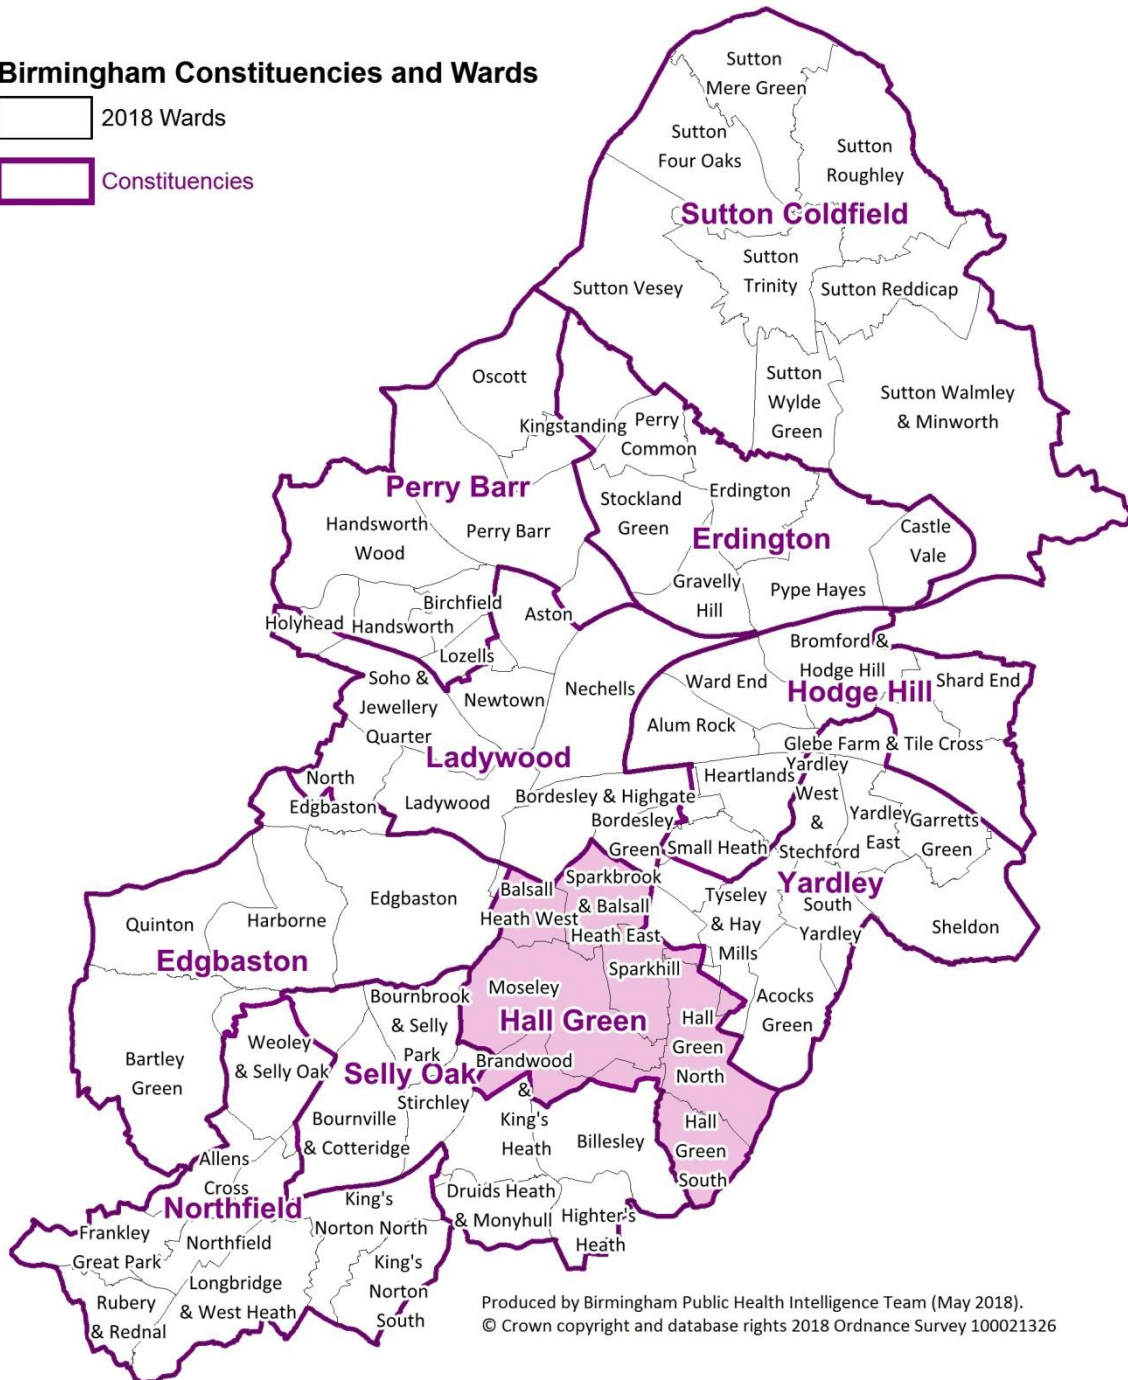 Birmingham Constituencies and Wards
2018 Wards
Constituencies
Sutton
Mere Green
Sutton
Four Oaks
Sutton
Roughley
Sutton Coldfield
Sutton
Trinity
Sutton Vesey
Sutton Reddicap
Sutton
Wylde
Green
Sutton Walmley
& Minworth
Oscott
Kingstanding
Perry
Common
Perry Barr
Handsworth
Wood
Perry Barr
Stockland
Green
Erdington
Erdington
Castle
Vale
Gravelly
Hill
Pype Hayes
Holyhead
Handsworth
Birchfield
Aston
Lozells
Soho &
Jewellery
Quarter
Newtown
Nechells
Ladywood
Ladywood
North
Edgbaston
Bromford &
Hodge Hill
Ward End
Hodge Hill
Shard End
Alum Rock
Glebe Farm & Tile Cross
Heartlands
Yardley
West
&
Stechford
Yardley
East
Garretts
Green
Bordesley & Highgate
Bordesley
Green
Small Heath
Yardley
Tyseley
& Hay
Mills
South
Yardley
Sheldon
Acocks
Green
Quinton
Harborne
Edgbaston
Edgbaston
Bartley
Green
Balsall
Heath West
Sparkbrook
& Balsall
Heath East
Sparkhill
Moseley
Hall Green
Hall
Green
North
Hall
Green
South
Bournbrook
& Selly
Park
Weoley
& Selly Oak
Selly Oak
Stirchley
Bournville
& Cotteridge
Brandwood
&
King's
Heath
Billesley
Druids Heath
& Monyhull
Highter's
Heath
Allens
Cross
Northfield
Frankley
Great Park
Northfield
King's
Norton North
King's
Norton
South
Longbridge
& West Heath
Rubery
& Rednal
Produced by Birmingham Public Health Intelligence Team (May 2018).
© Crown copyright and database rights 2018 Ordnance Survey 100021326